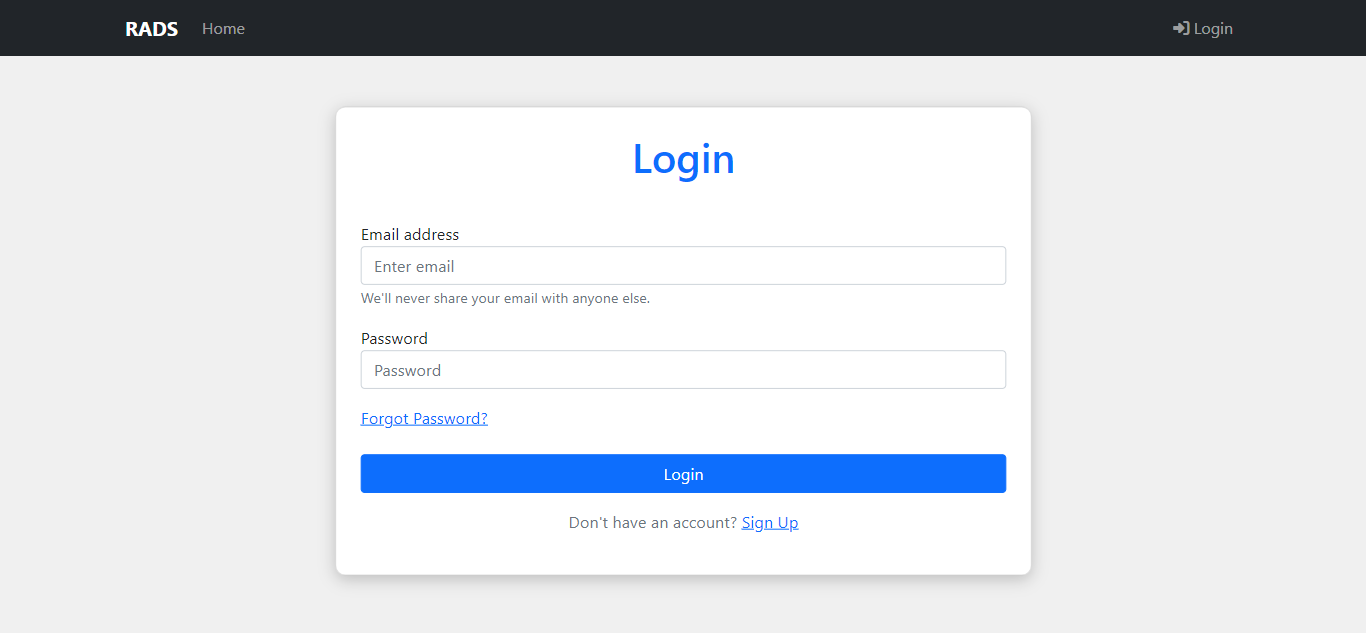 RADS Home Login
Login
Email address
Enter email
We'll never share your email with anyone else.
Password
Password
Forgot Password?
Login
Don't have an account? Sign Up